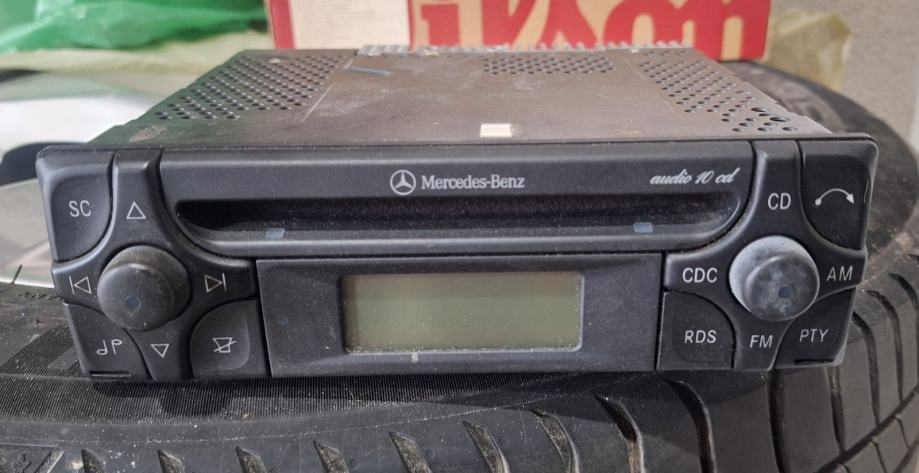 Mercedes-Benz
audio 10 cd
SC
CD
CDC
AM
RDS
FM
PTY